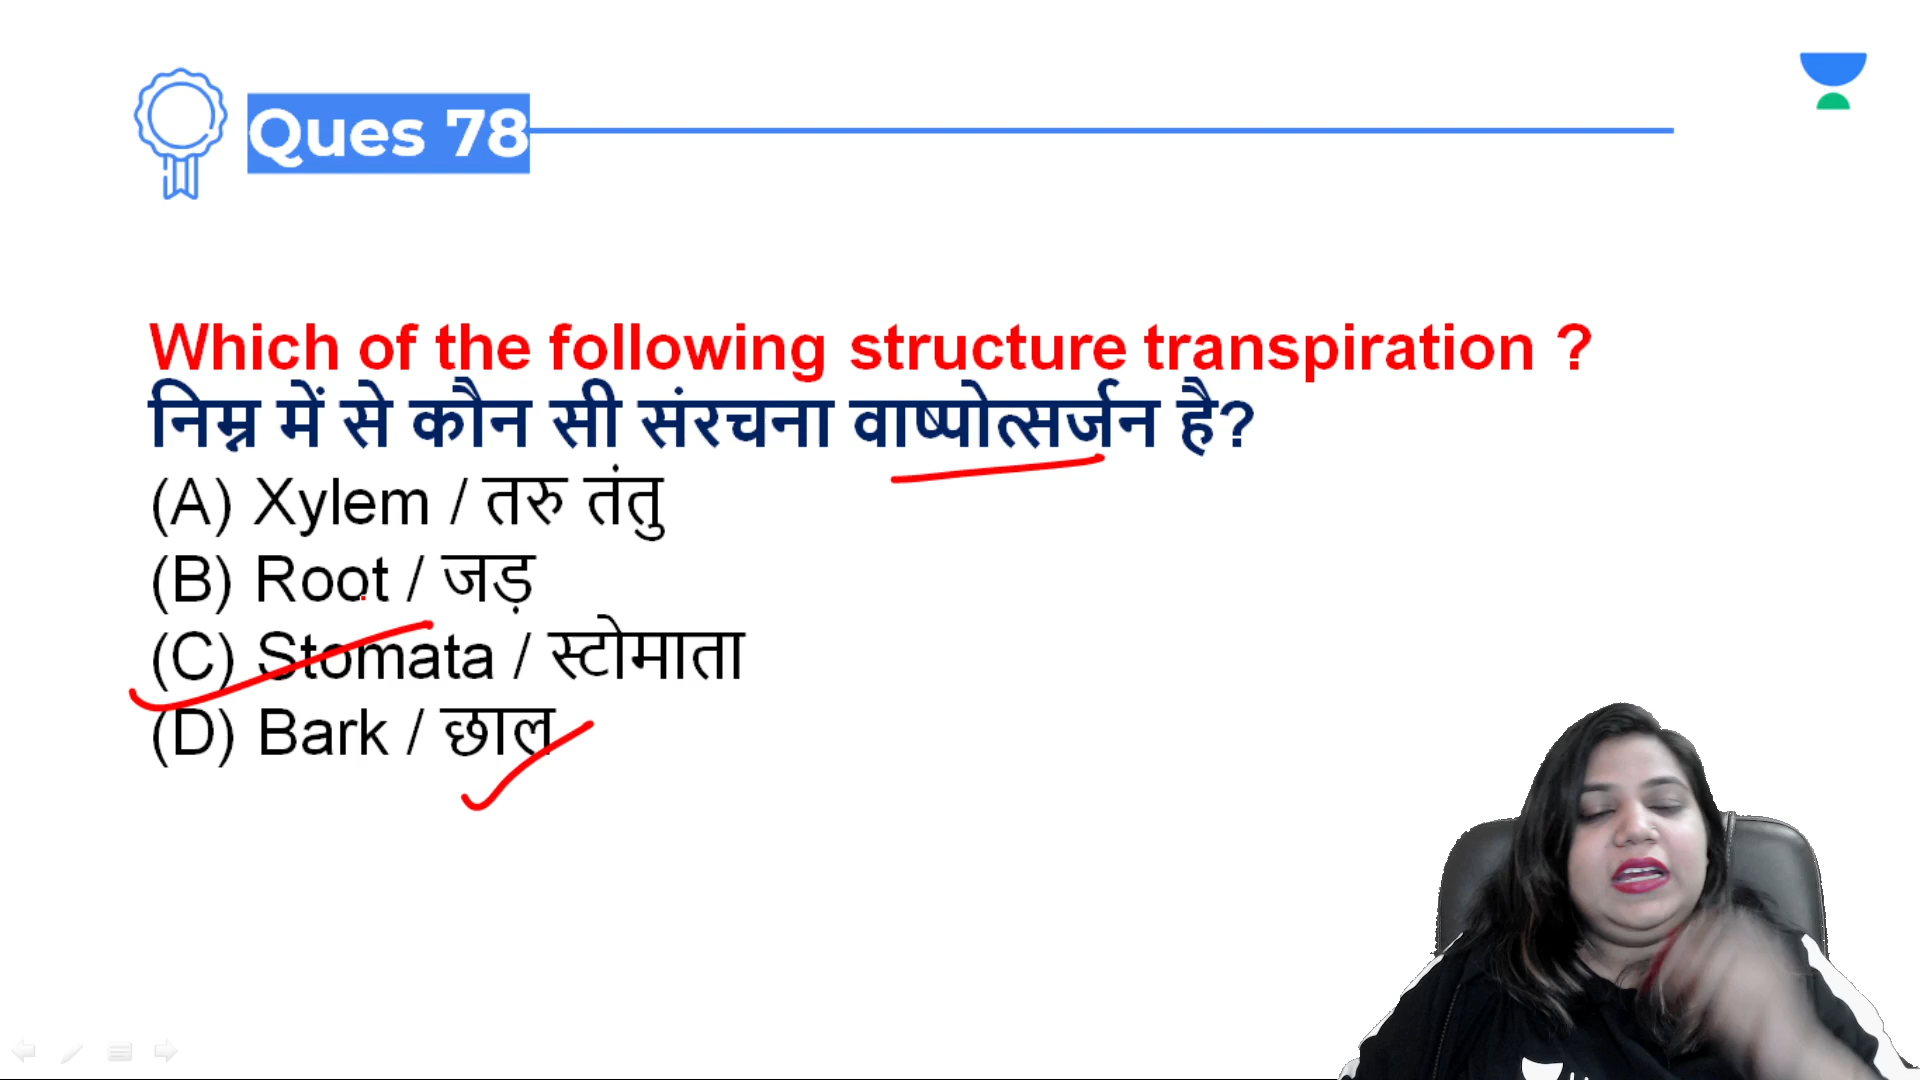 Ques 78
Which of the following structure transpiration ?
निम्न में से कौन सी संरचना वाष्पोत्सर्जन है?
(A) Xylem / तरु तंतु
(B) Root / जड़
(C) Stomata / स्टोमाता
(D) Bark / छाल